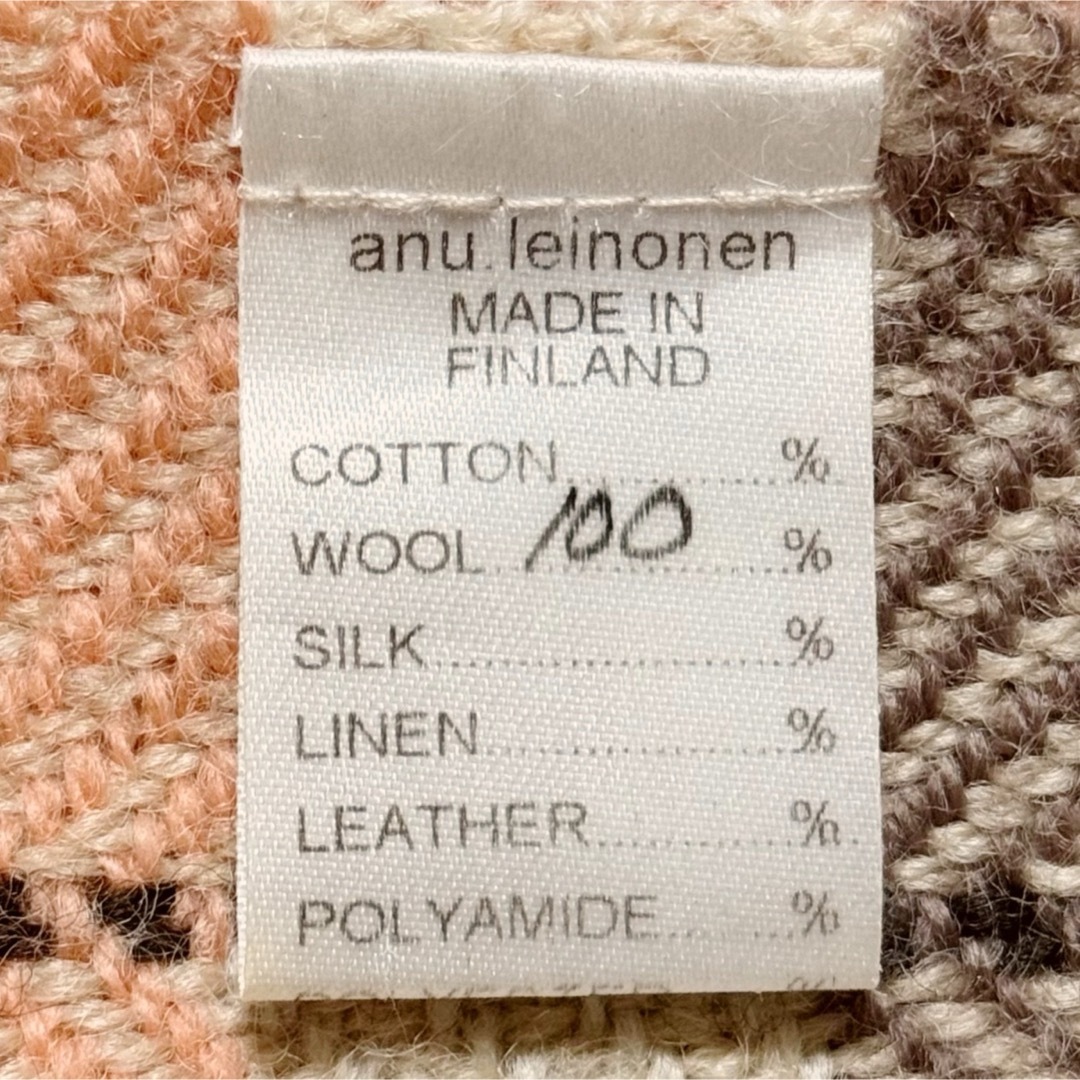 anu.leinonen
MADE IN
FINLAND
COTTON..............%
WOOL..100..........%
SILK........................%
LINEN.....................%
LEATHER...............%.
POLYAMIDE.........%